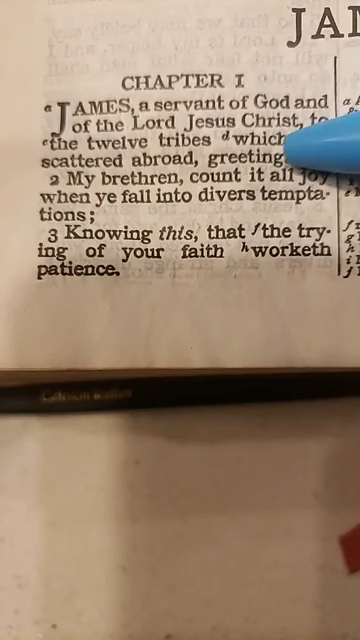 JA
CHAPTER I
a JAMES, a servant of God and
of the Lord Jesus Christ, to
c the twelve tribes d which
scattered abroad, greeting
2 My brethren, count it all joy
when ye fall into divers tempta-
tions;
3 Knowing this, that f the try-
ing of your faith h worketh
patience.